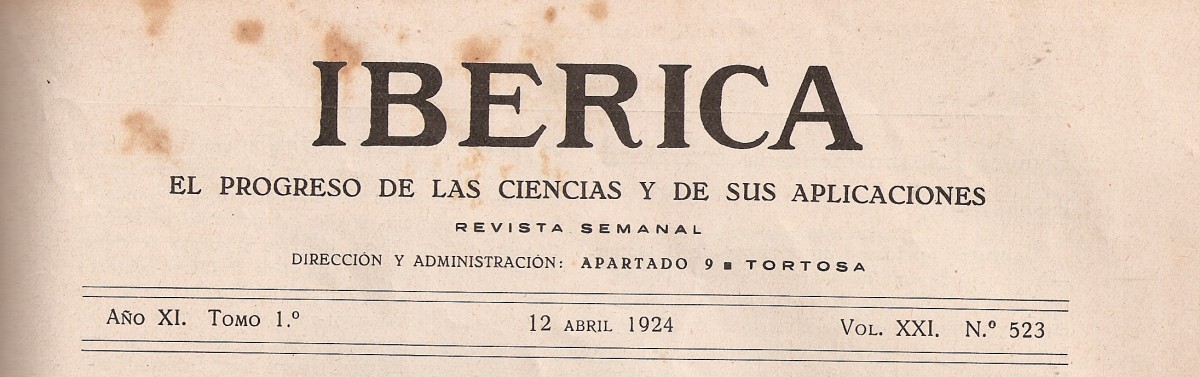 IBERICA
EL PROGRESO DE LAS CIENCIAS Y DE SUS APLICACIONES
REVISTA SEMANAL
DIRECCIÓN Y ADMINISTRACIÓN: APARTADO 9 ■ TORTOSA
AÑO XI. TOMO 1.º 12 ABRIL 1924 VOL. XXI. N.º 523